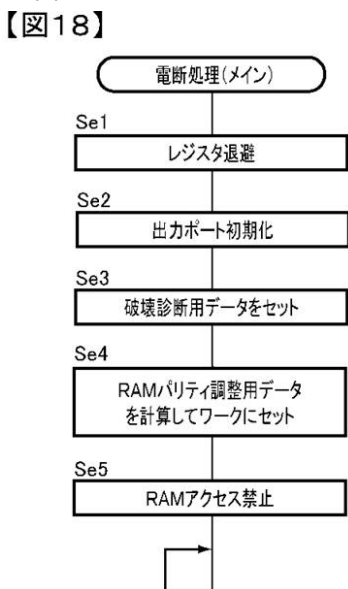 【図18】
電断処理(メイン)
Se1
レジスタ退避
Se2
出力ポート初期化
Se3
破壊診断用データをセット
Se4
RAMパリティ調整用データ
を計算してワークにセット
Se5
RAMアクセス禁止